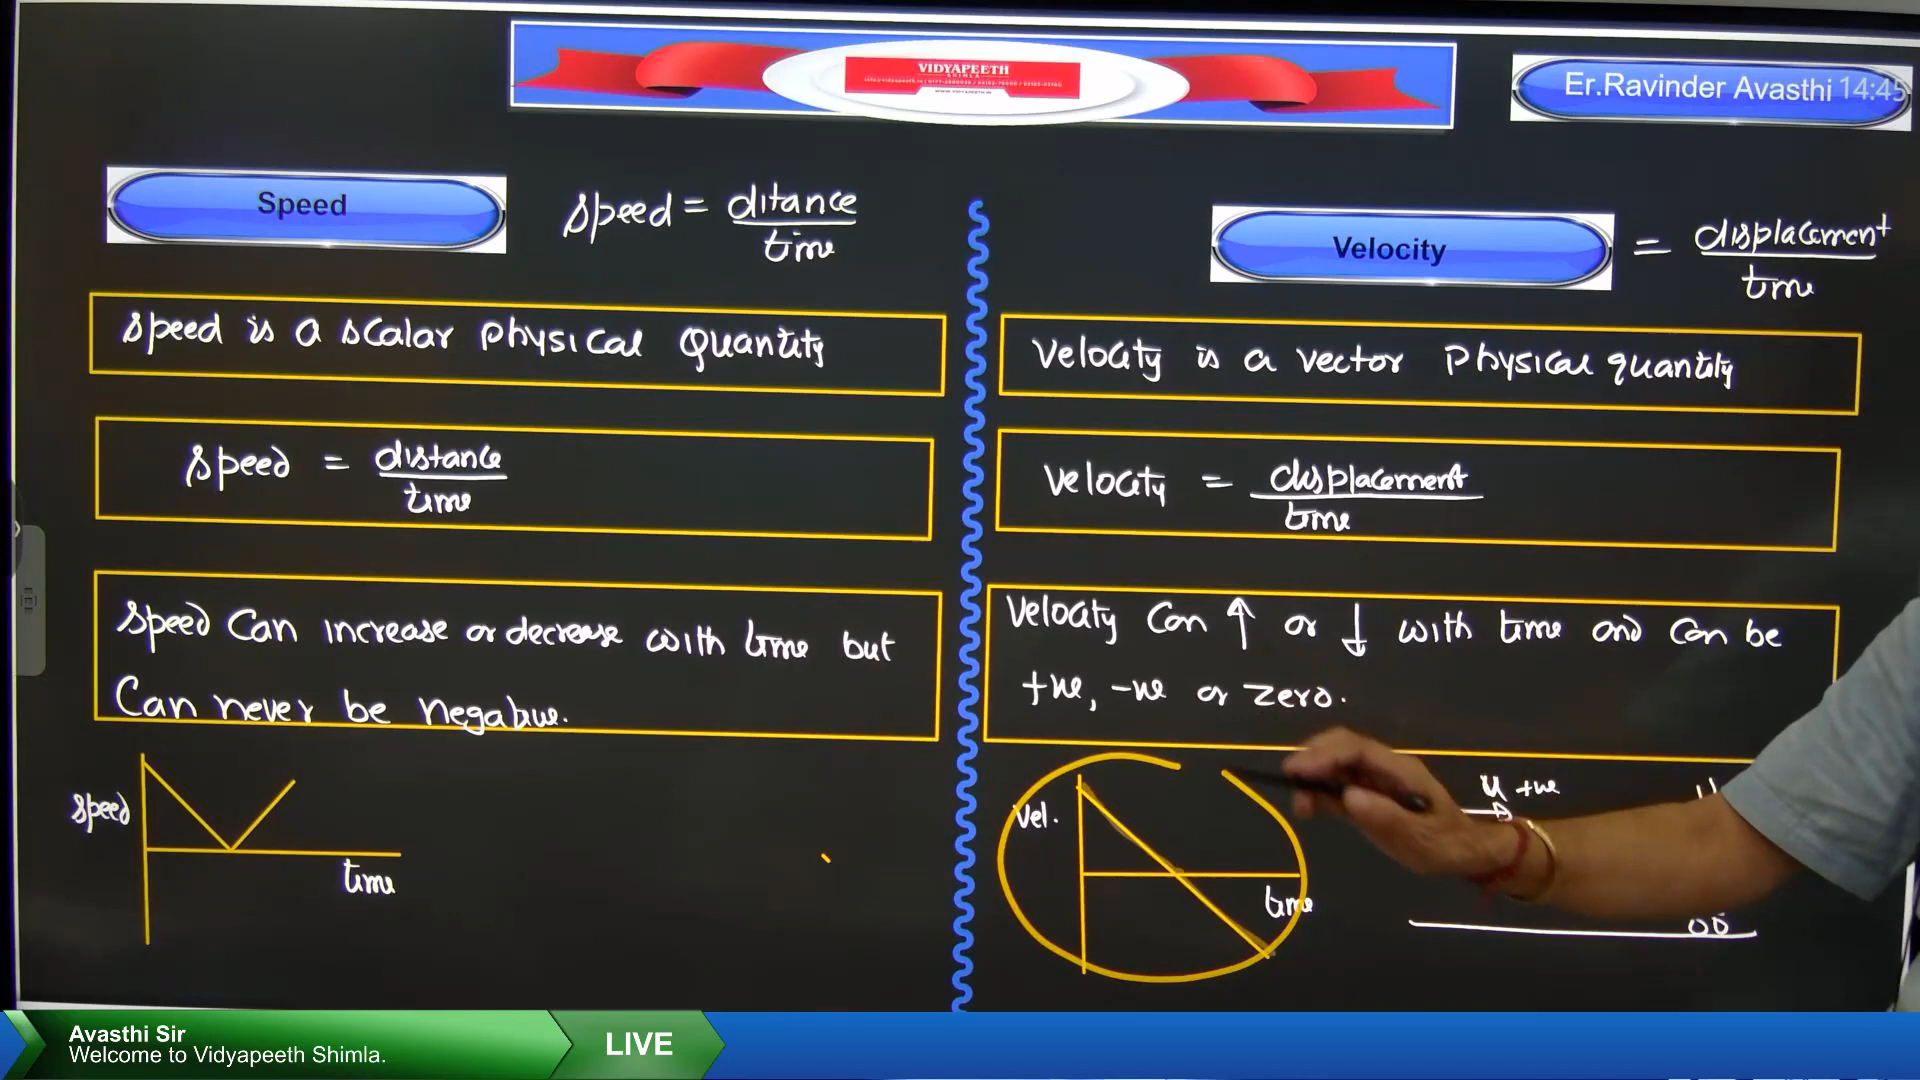 VIDYAPEETH
SHIMLA
Er.Ravinder Avasthi 14:45
Speed
speed = ditance
time
Velocity
= displacement
time
Speed is a scalar physical Quantity
Velocity is a vector Physical quantity
speed = distance
time
velocity = displacement
time
Speed can increase or decrease with time but
Can never be negative.
Velocity can ↑ or ↓ with time and can be
+ve, -ve or zero.
speed
time
Vel.
time
u +ve
Avasthi Sir
Welcome to Vidyapeeth Shimla.
LIVE